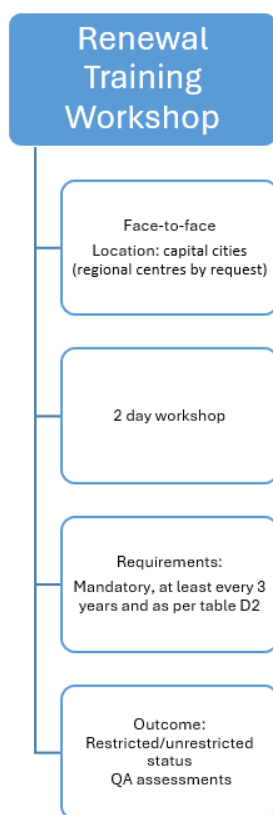 Renewal
Training
Workshop
Face-to-face
Location: capital cities
(regional centres by request)
2 day workshop
Requirements:
Mandatory, at least every 3
years and as per table D2
Outcome:
Restricted/unrestricted
status
QA assessments